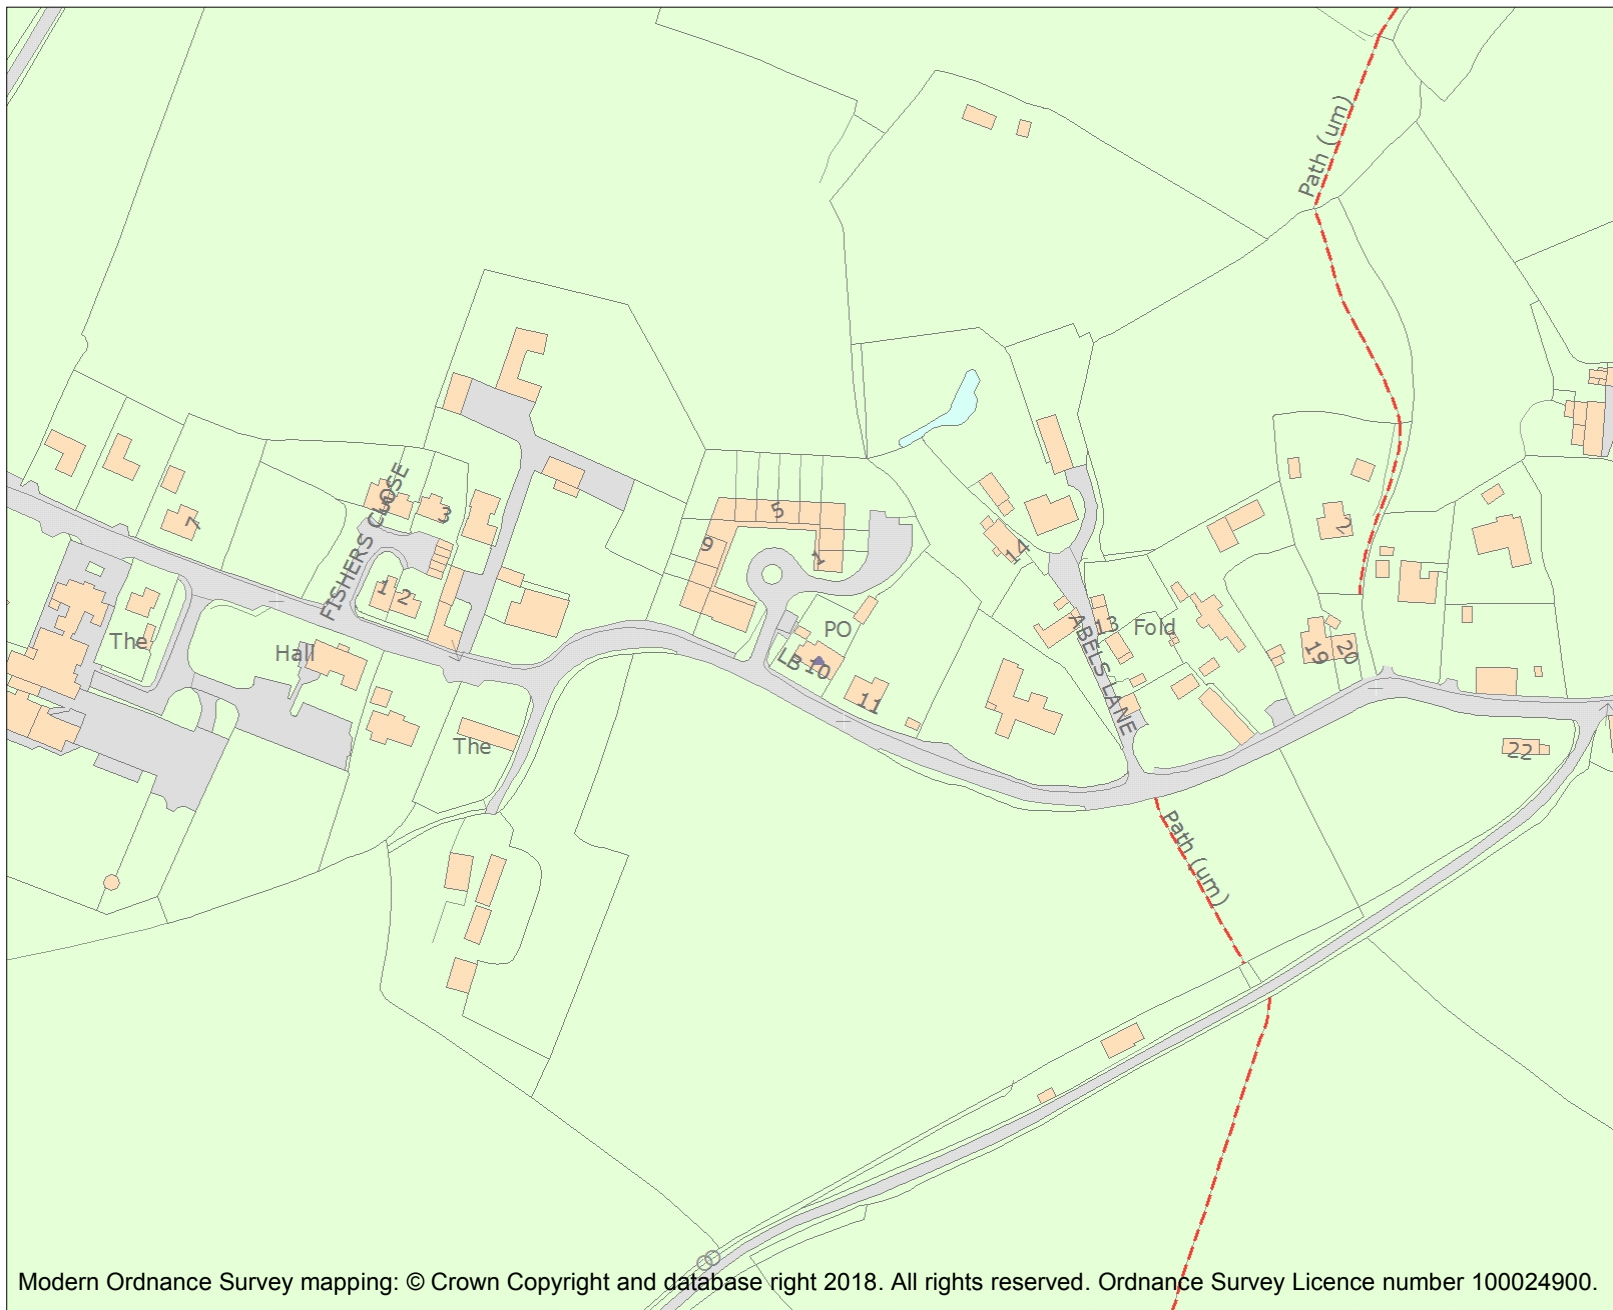 Path (um)
FISHERS CLOSE
3
5
9
1
7
2
14
1
2
The
Hall
PO
LB
10
11
13
Fold
ABELS LANE
19
20
The
22
Path (um)
Modern Ordnance Survey mapping: © Crown Copyright and database right 2018. All rights reserved. Ordnance Survey Licence number 100024900.